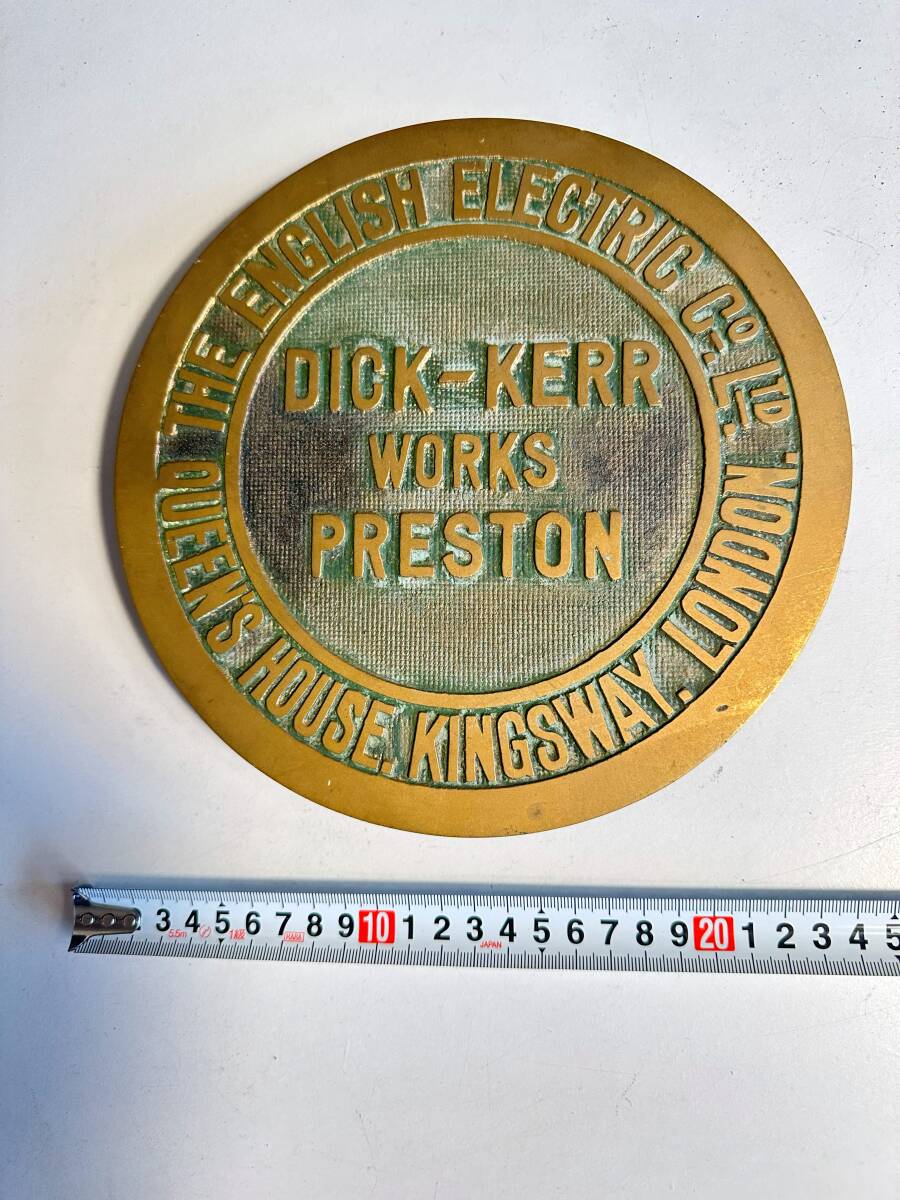 THE ENGLISH ELECTRIC Co. LTD.
QUEEN'S HOUSE. KINGSWAY. LONDON.
DICK-KERR
WORKS
PRESTON
3 4 5 6 7 8 9 10 1 2 3 4 5 6 7 8 9 20 1 2 3 4 5
5.5m JAPAN